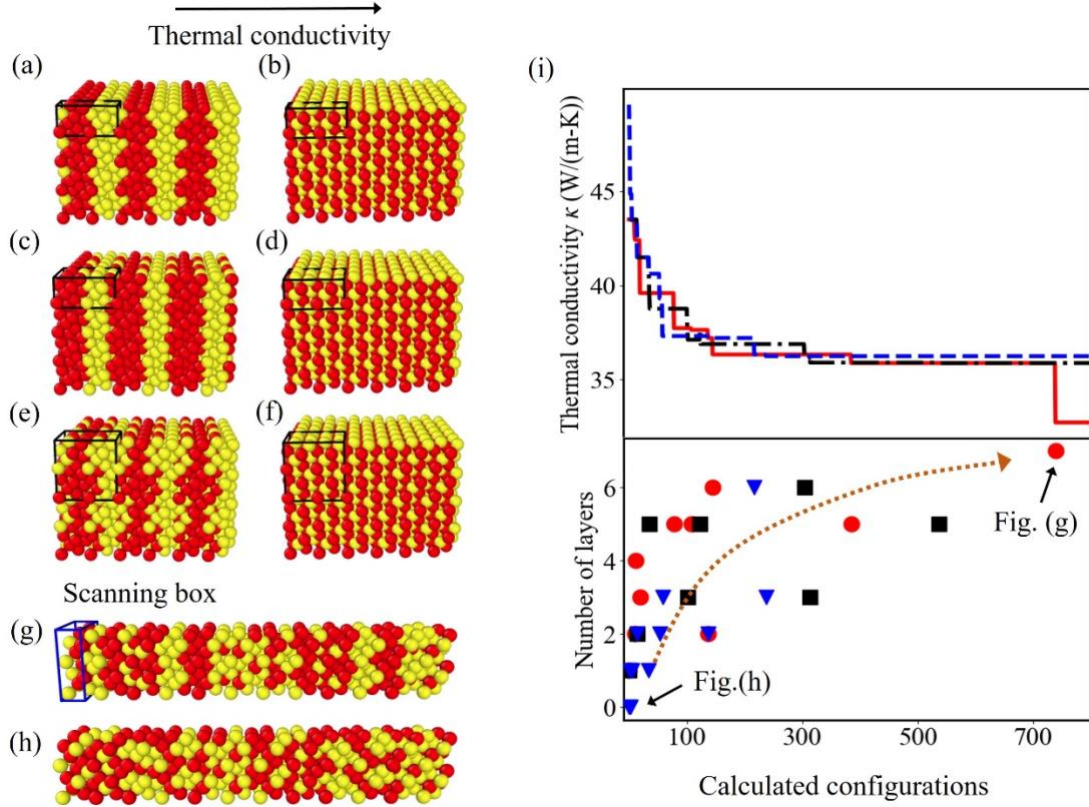 Thermal conductivity
(a)
(b)
(c)
(d)
(e)
(f)
Scanning box
(g)
(h)
(i)
Thermal conductivity κ (W/(m-K))
45
40
35
Number of layers
6
4
2
0
Fig. (g)
Fig.(h)
100
300
500
700
Calculated configurations